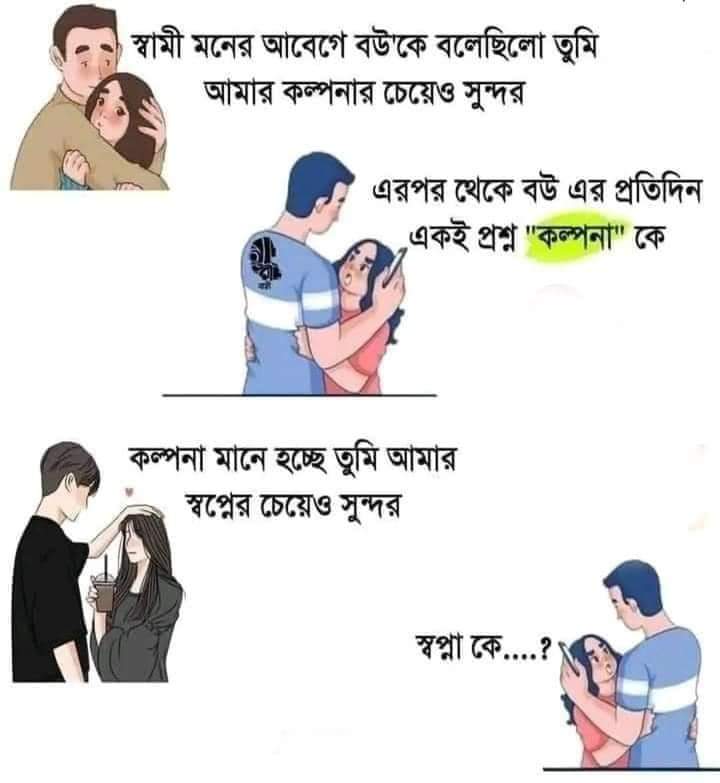 স্বামী মনের আবেগে বউ'কে বলেছিলো তুমি
আমার কল্পনার চেয়েও সুন্দর
এরপর থেকে বউ এর প্রতিদিন
একই প্রশ্ন "কল্পনা" কে
কল্পনা মানে হচ্ছে তুমি আমার
স্বপ্নের চেয়েও সুন্দর
স্বপ্না কে....?